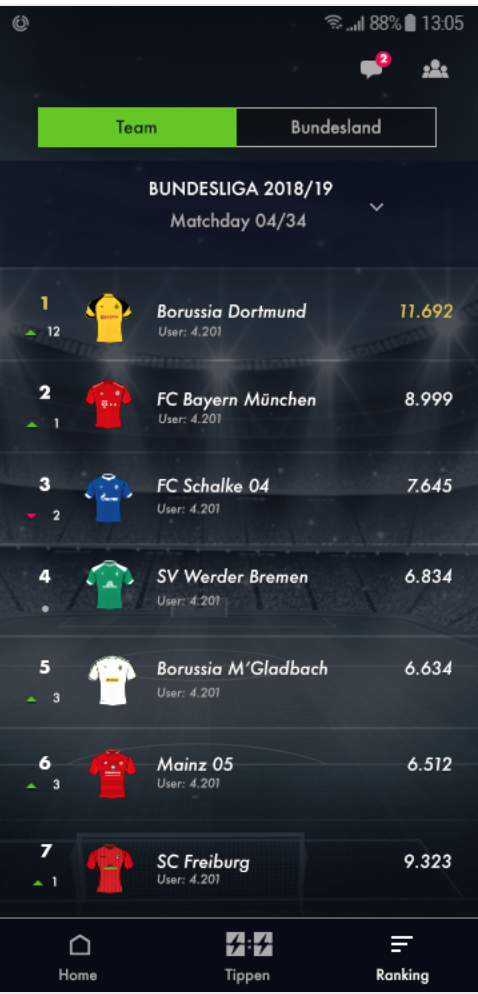 88% 13:05
2
Team Bundesland
BUNDESLIGA 2018/19
Matchday 04/34
1
12
Borussia Dortmund
User: 4.201
11.692
2
1
FC Bayern München
User: 4.201
8.999
3
2
FC Schalke 04
User: 4.201
7.645
4
SV Werder Bremen
User: 4.201
6.834
5
3
Borussia M’Gladbach
User: 4.201
6.634
6
3
Mainz 05
User: 4.201
6.512
7
1
SC Freiburg
User: 4.201
9.323
Home Tippen Ranking